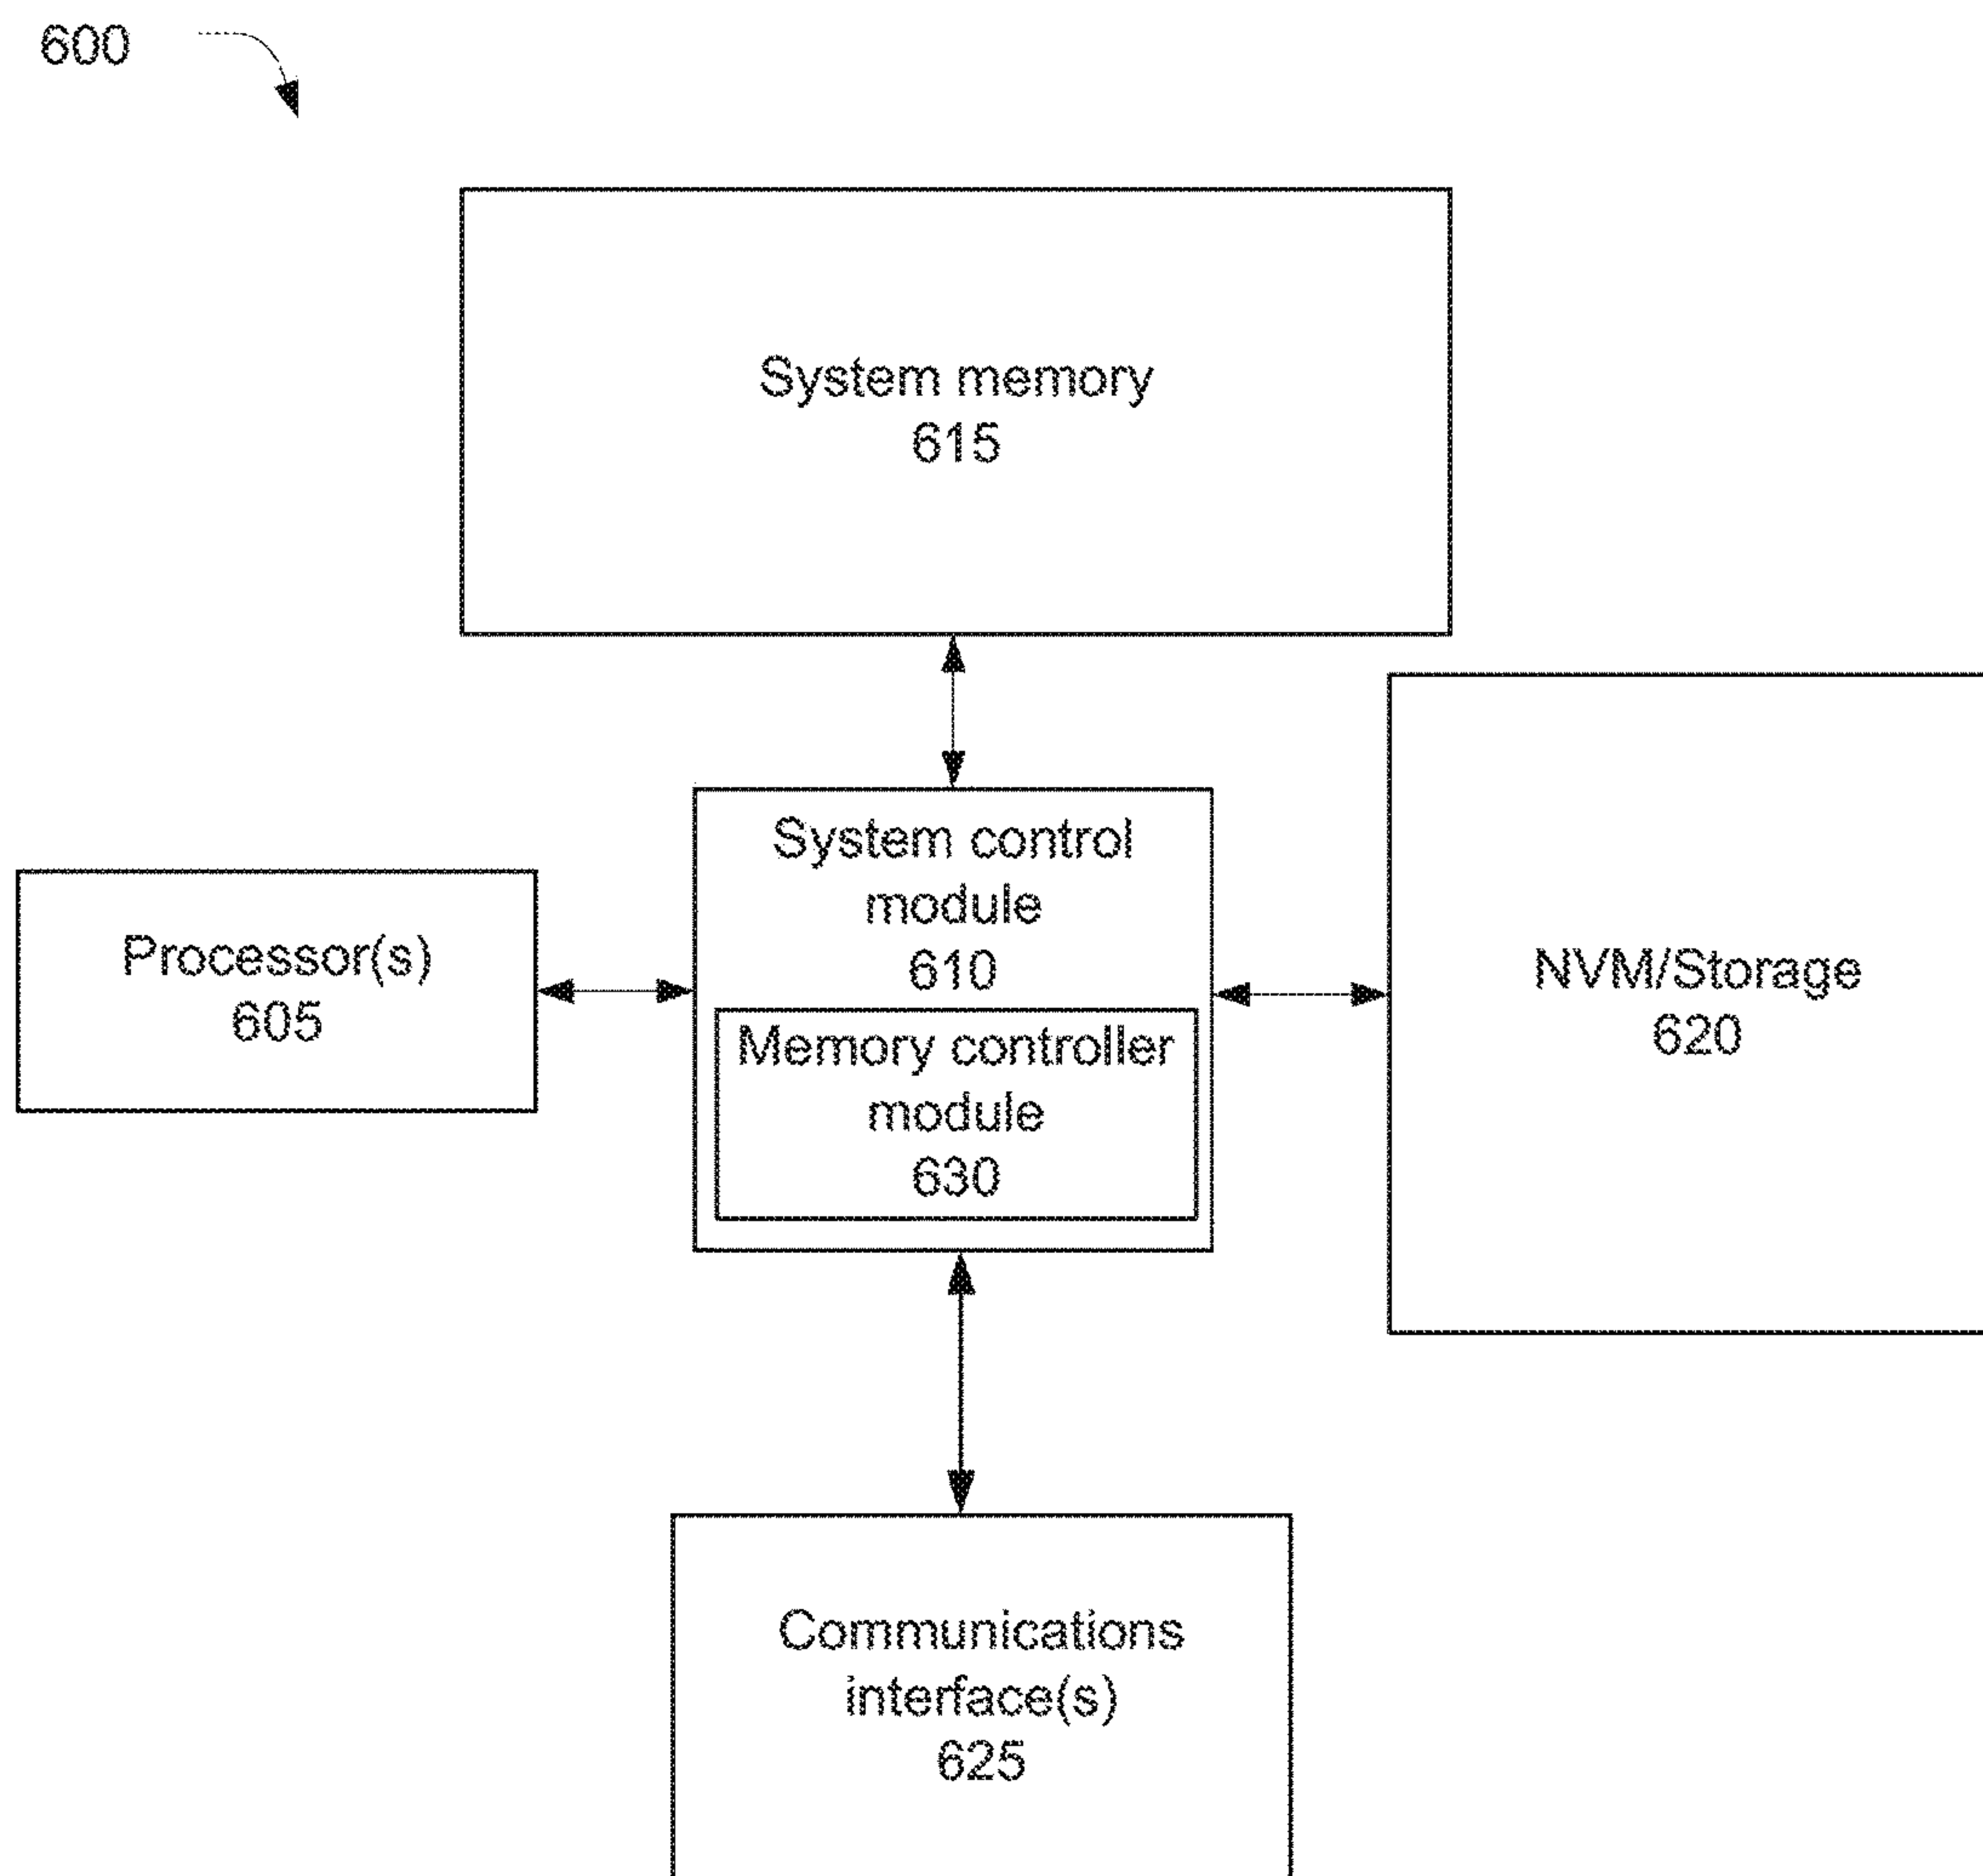 600
System memory
615
System control
module
610
Processor(s)
605
Memory controller
module
630
NVM/Storage
620
Communications
interface(s)
625